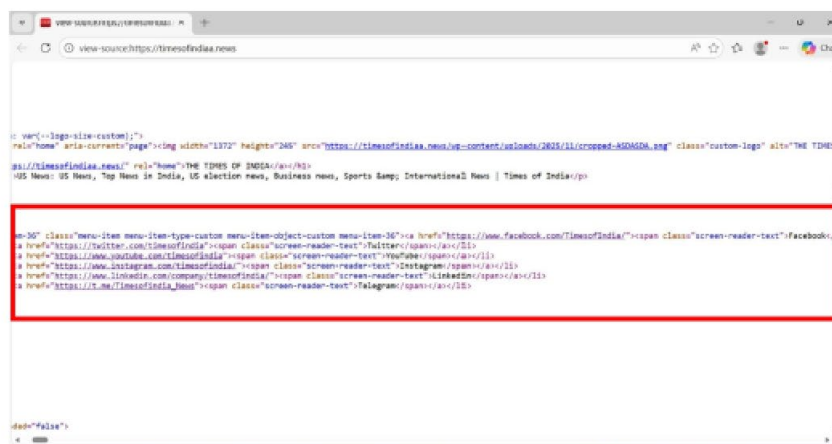 view-source:https://timesofindiaa.news
view-source:https://timesofindiaa.news
: var(--logo-size-custom);">
rel="home" aria-current="page"><img width="1372" height="245" src="https://timesofindiaa.news/wp-content/uploads/2025/11/cropped-ASDASDA.png" class="custom-logo" alt="THE TIMES
ps://timesofindiaa.news/" rel="home">THE TIMES OF INDIA</a></h1>
>US News: US News, Top News in India, US election news, Business news, Sports &amp; International News | Times of India</p>
em-36" class="menu-item menu-item-type-custom menu-item-object-custom menu-item-36"><a href="https://www.facebook.com/TimesofIndia/"><span class="screen-reader-text">Facebook</
<a href="https://twitter.com/timesofindia"><span class="screen-reader-text">Twitter</span></a></li>
<a href="https://www.youtube.com/timesofindia"><span class="screen-reader-text">YouTube</span></a></li>
<a href="https://www.instagram.com/timesofindia/"><span class="screen-reader-text">Instagram</span></a></li>
<a href="https://www.linkedin.com/company/timesofindia/"><span class="screen-reader-text">Linkedin</span></a></li>
<a href="https://t.me/Timesofindia_News"><span class="screen-reader-text">Telegram</span></a></li>
ded="false">